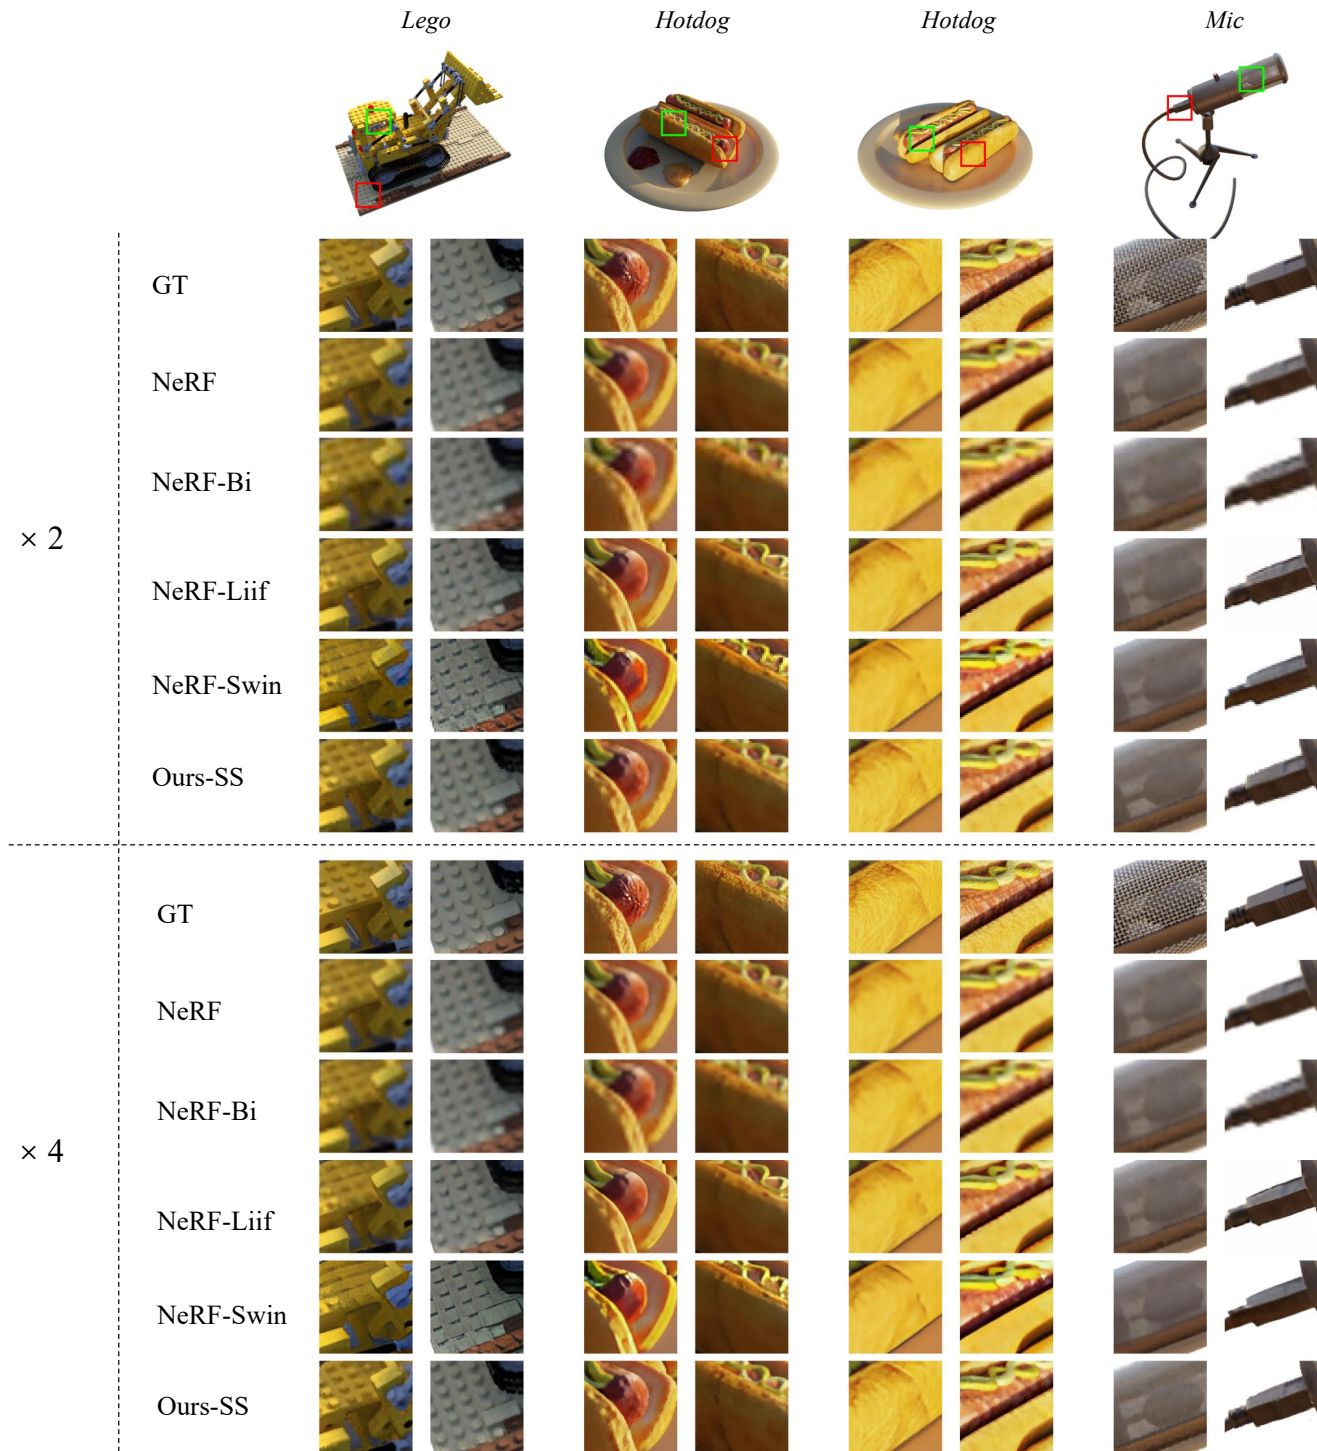 Lego Hotdog Hotdog Mic
GT
NeRF
NeRF-Bi
× 2
NeRF-Liif
NeRF-Swin
Ours-SS
GT
NeRF
NeRF-Bi
× 4
NeRF-Liif
NeRF-Swin
Ours-SS